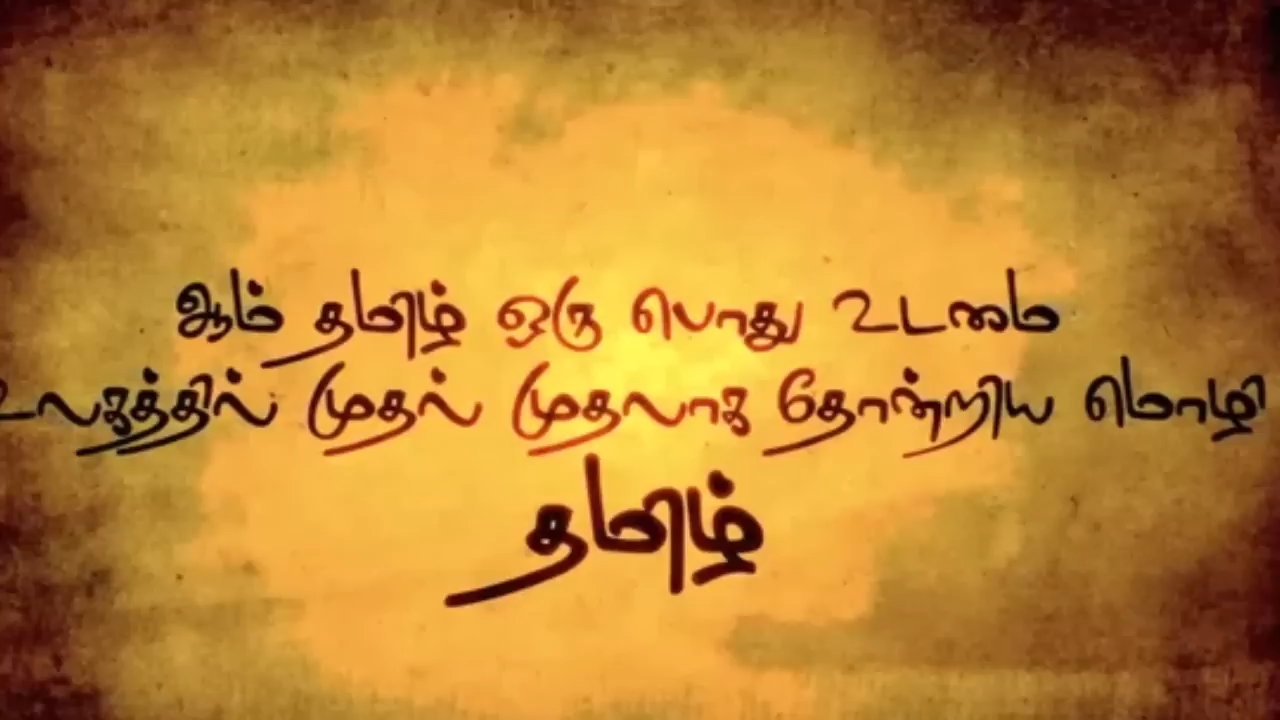 ஆம் தமிழ் ஒரு பொது உடமை
உலகத்தில் முதல் முதலாக தோன்றிய மொழி
தமிழ்